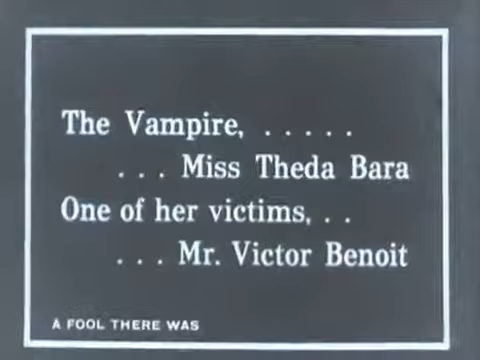 The Vampire, . . . . .
. . . Miss Theda Bara
One of her victims, . .
. . . Mr. Victor Benoit
A FOOL THERE WAS